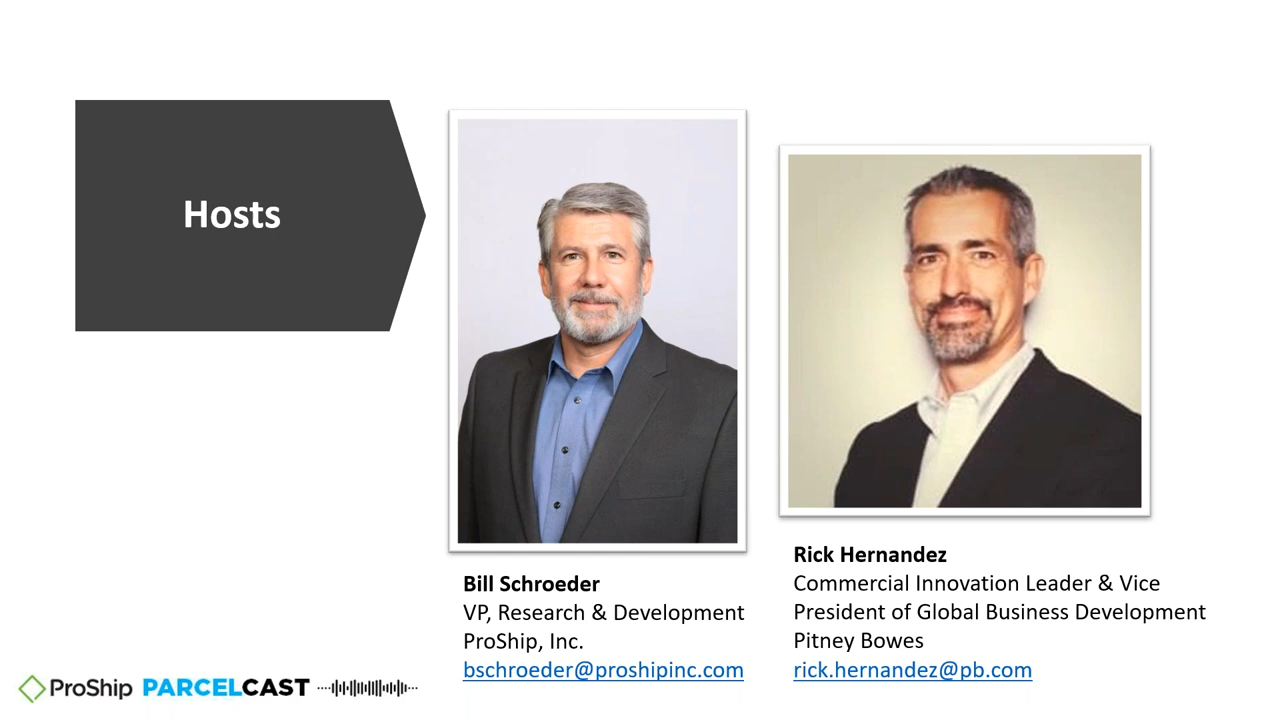 Hosts
Bill Schroeder
VP, Research & Development
ProShip, Inc.
bschroeder@proshipinc.com
Rick Hernandez
Commercial Innovation Leader & Vice
President of Global Business Development
Pitney Bowes
rick.hernandez@pb.com
ProShip PARCELCAST